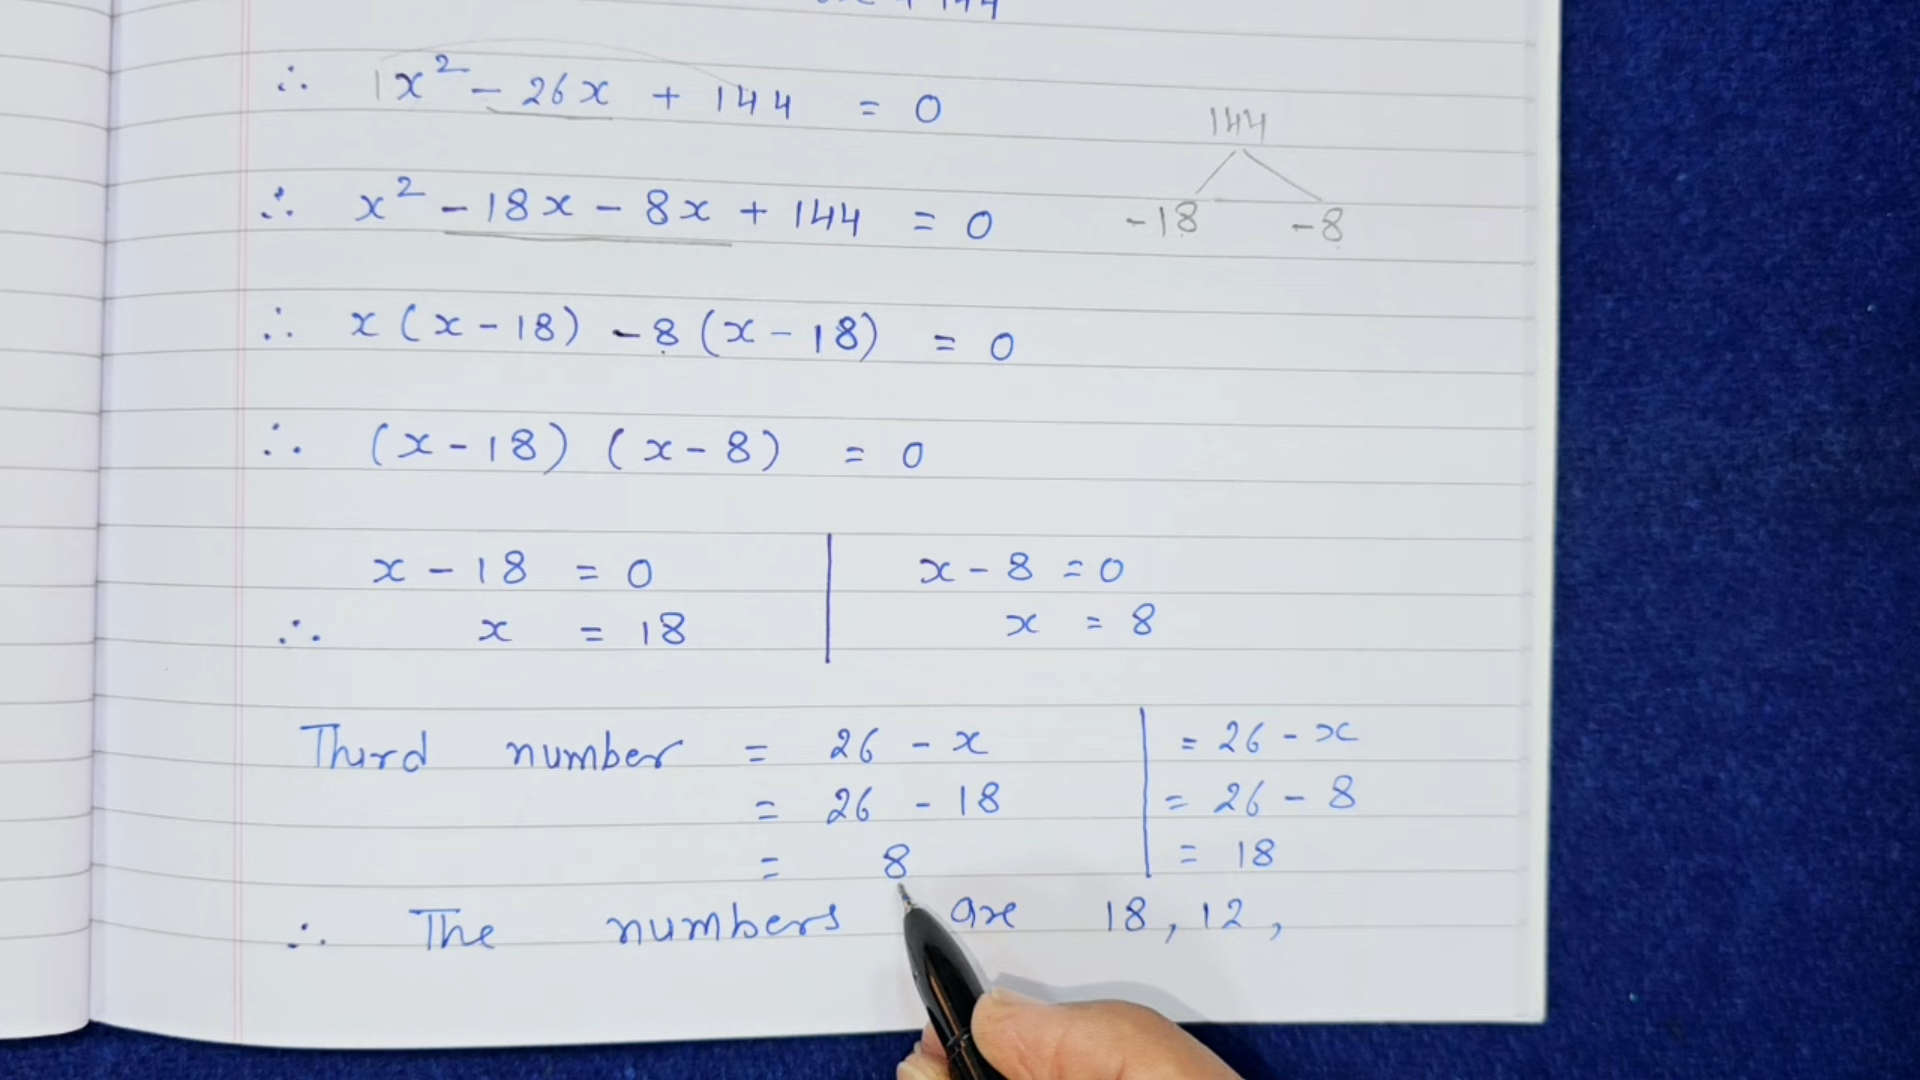 + 144
∴ 1x² - 26x + 144 = 0
144
∴ x² - 18x - 8x + 144 = 0
-18 -8
∴ x(x-18) -8(x-18) = 0
∴ (x-18)(x-8) = 0
x - 18 = 0 | x - 8 = 0
∴ x = 18 | x = 8
Third number = 26 - x | = 26 - x
= 26 - 18 | = 26 - 8
= 8 | = 18
∴ The numbers are 18, 12,